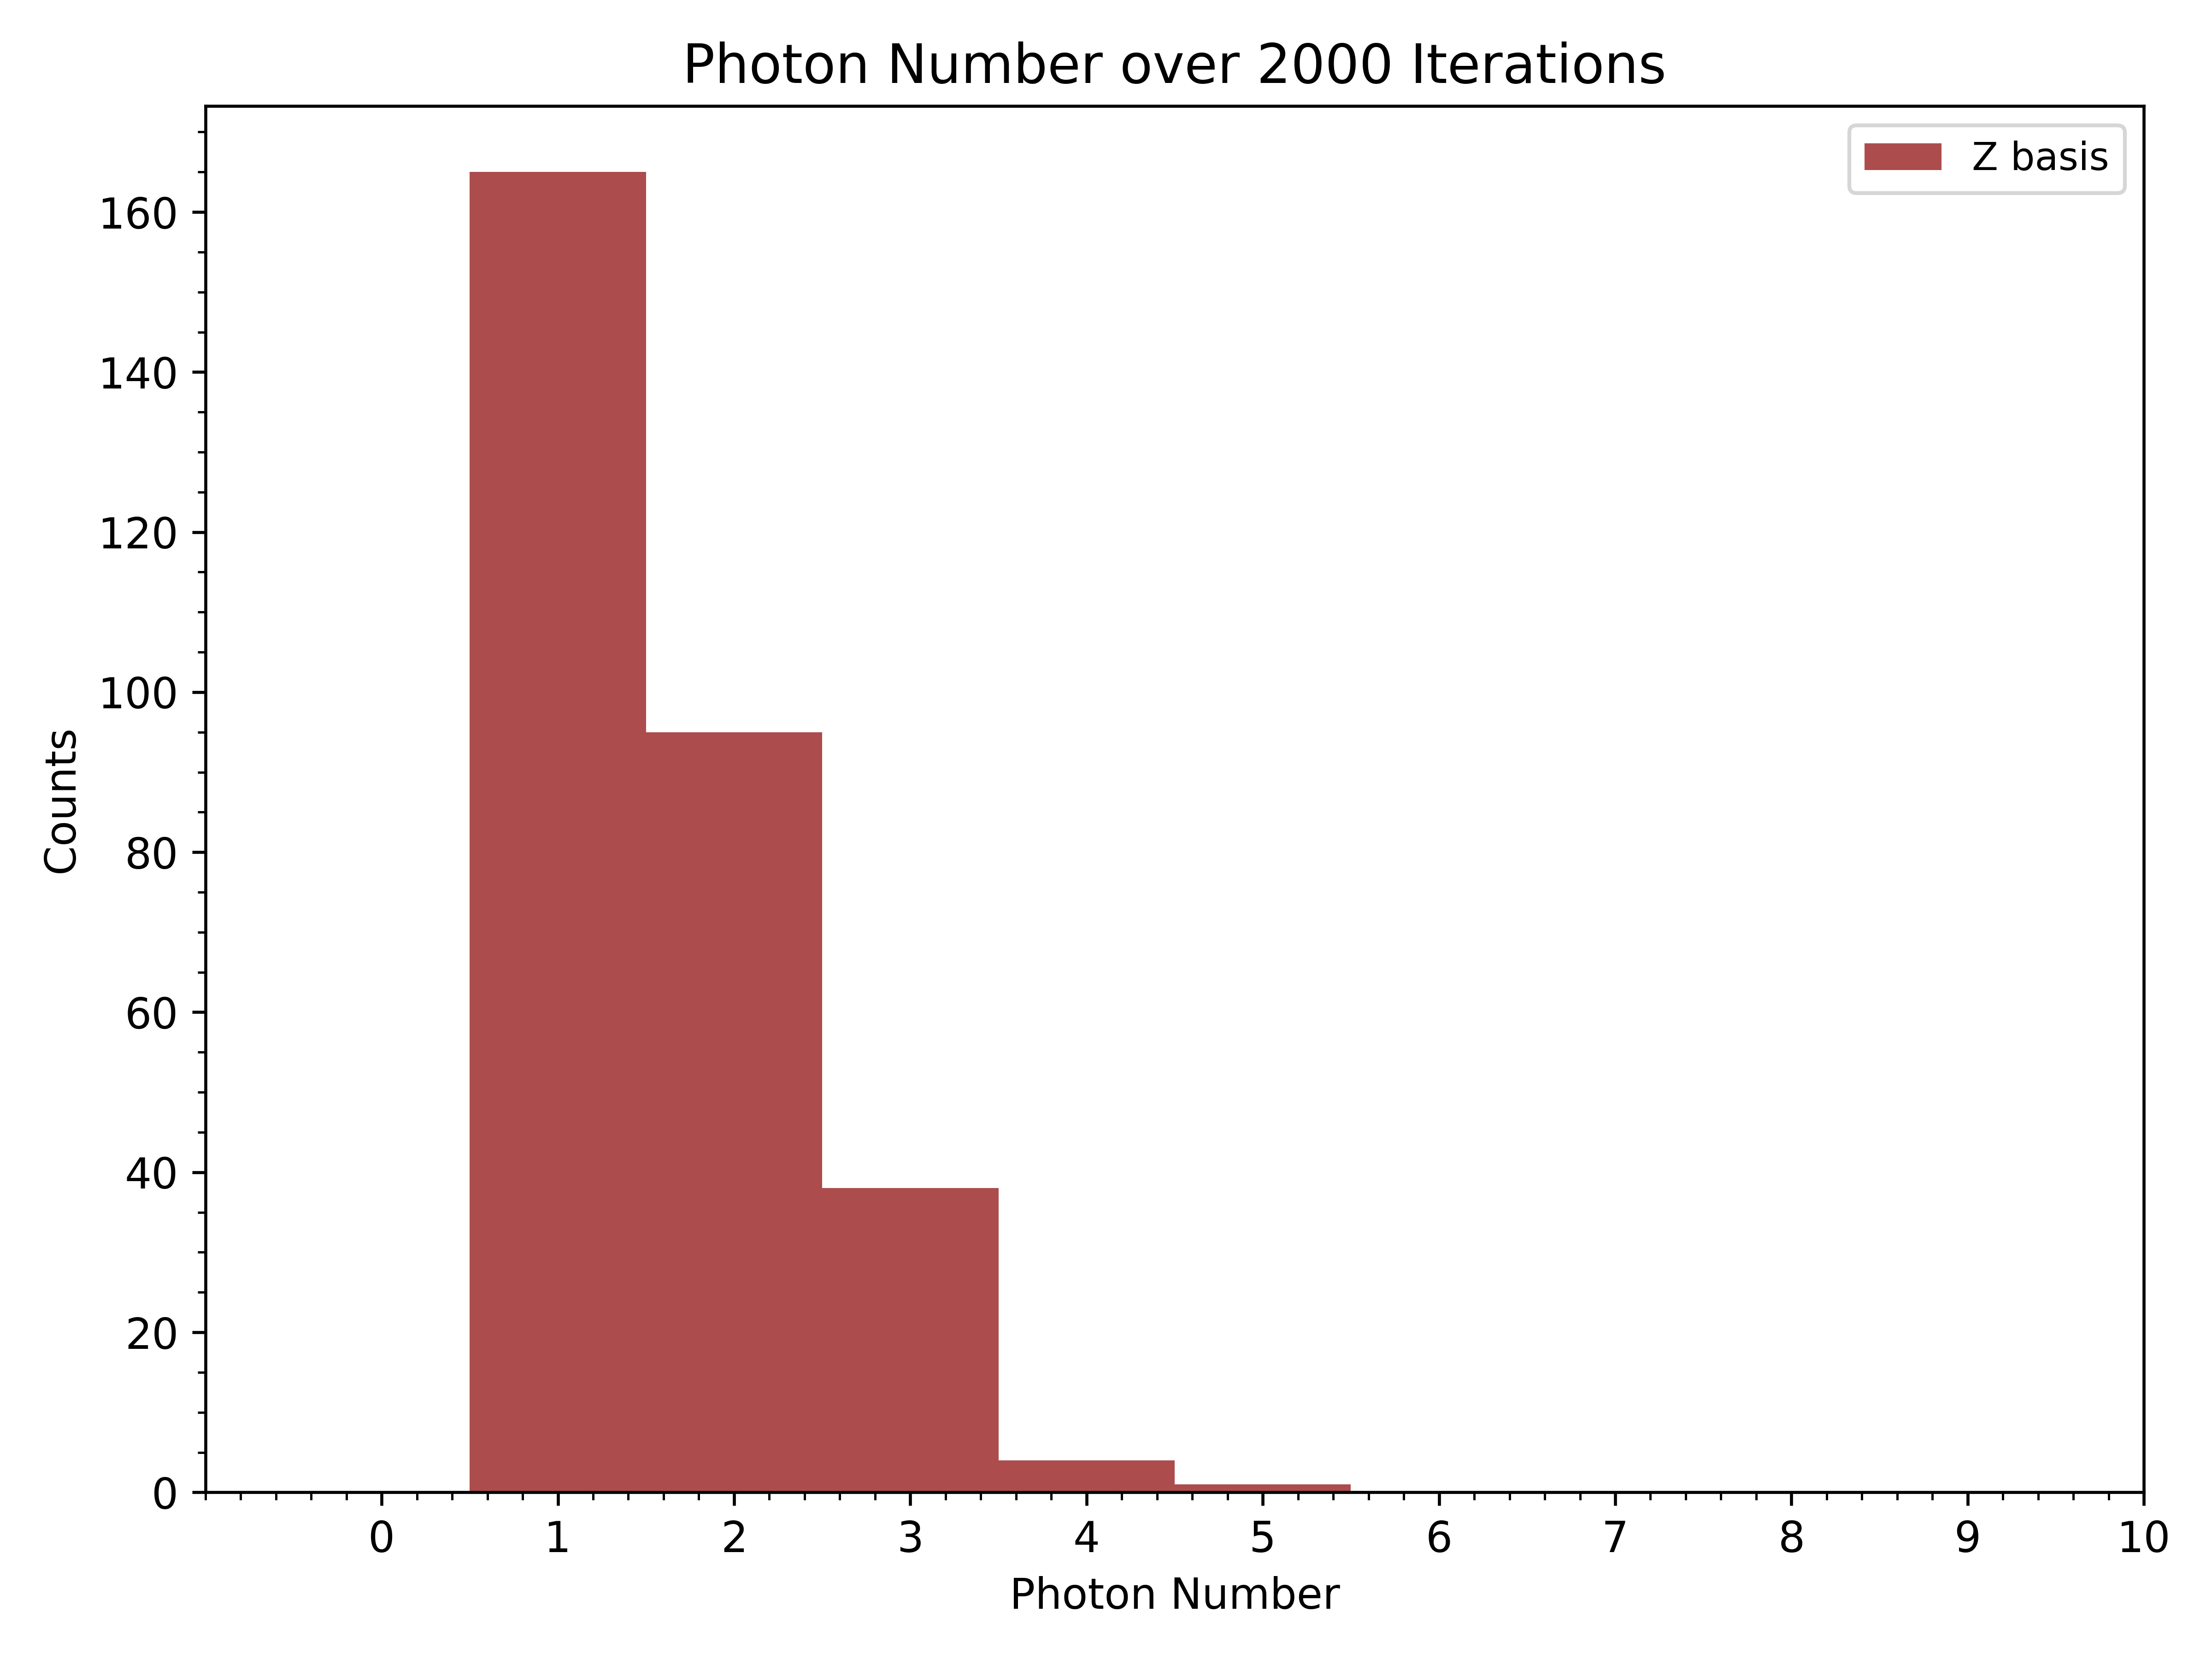 Photon Number over 2000 Iterations
Z basis
160
140
120
100
80
60
40
20
0
Counts
0 1 2 3 4 5 6 7 8 9 10
Photon Number